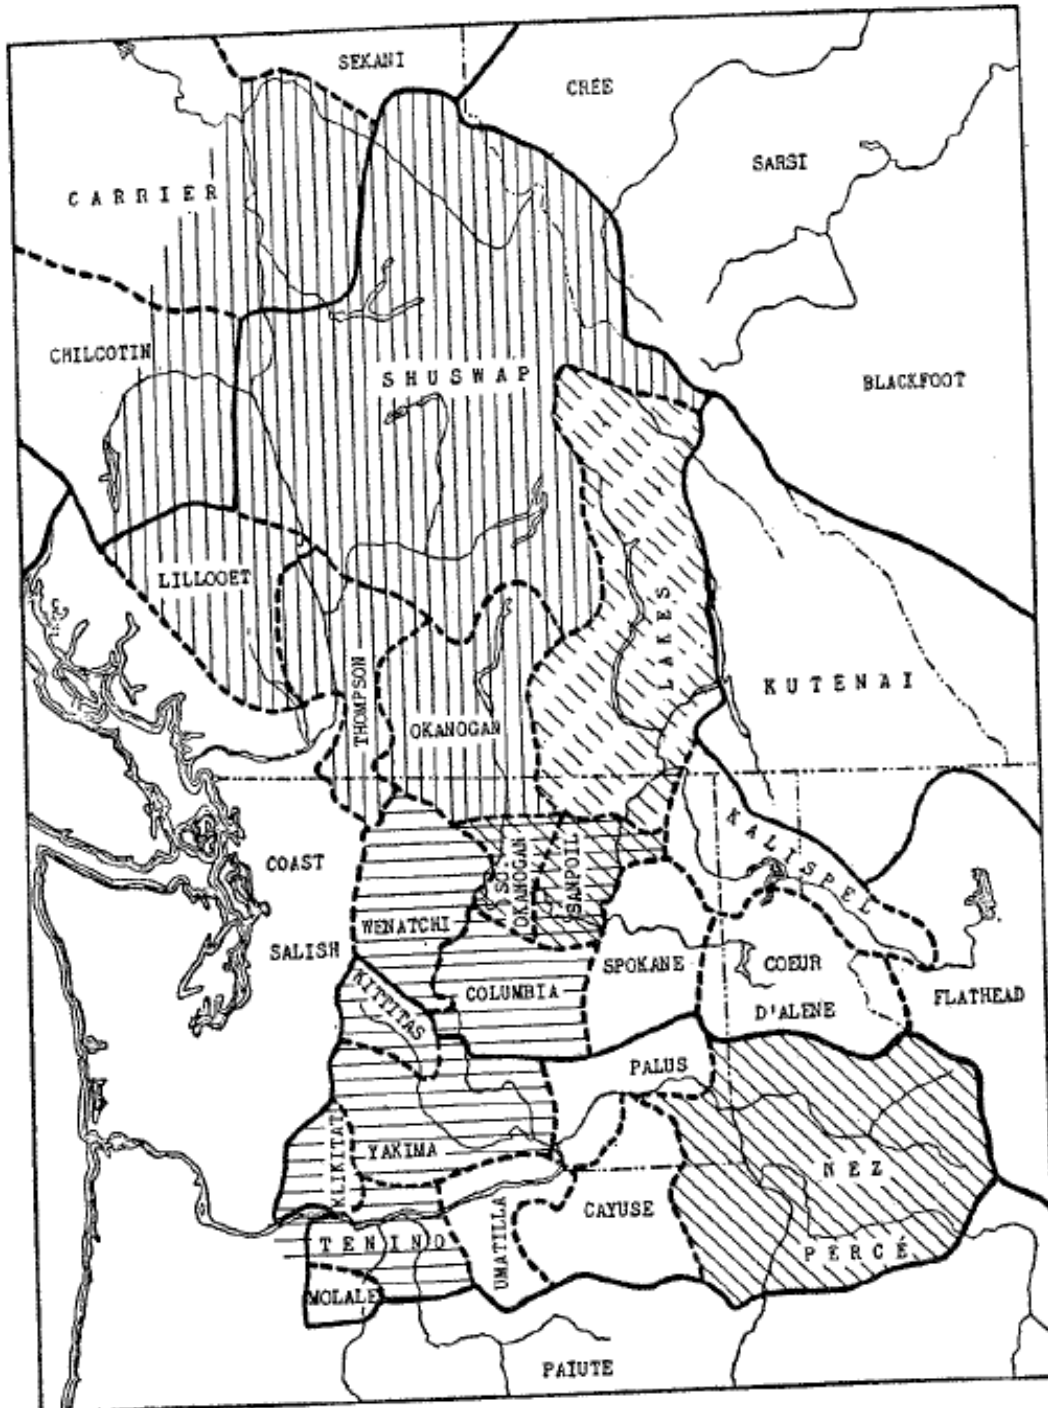 SEKANI
CREE
SARSI
CARRIER
CHILCOTIN
SHUSWAP
BLACKFOOT
LILLOOET
LAKES
THOMPSON
KUTENAI
OKANOGAN
KALISPEL
COAST
SO.
OKANOGAN
SANPOIL
WENATCHI
SALISH
SPOKANE
COEUR
D'ALENE
KITTITAS
COLUMBIA
FLATHEAD
PALUS
KLIKITAT
YAKIMA
NEZ
PERCÉ
CAYUSE
UMATILLA
TENINO
MOLALE
PAIUTE